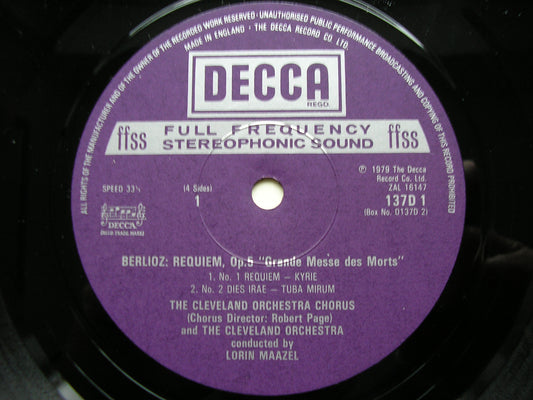 ALL RIGHTS OF THE MANUFACTURER AND OF THE OWNER OF THE RECORDED WORK RESERVED · UNAUTHORISED PUBLIC PERFORMANCE BROADCASTING AND COPYING OF THIS RECORD PROHIBITED
MADE IN ENGLAND · THE DECCA RECORD CO LTD.
DECCA
REGD.
ffss FULL FREQUENCY ffss
STEREOPHONIC SOUND
SPEED 33⅓
(4 Sides)
1
℗ 1979 The Decca
Record Co. Ltd.
ZAL 16147
137D 1
(Box No. D137D 2)
DECCA
DECCA TRADE MARKS
BERLIOZ: REQUIEM, Op.5 "Grande Messe des Morts"
1. No. 1 REQUIEM – KYRIE
2. No. 2 DIES IRAE – TUBA MIRUM
THE CLEVELAND ORCHESTRA CHORUS
(Chorus Director: Robert Page)
and THE CLEVELAND ORCHESTRA
conducted by
LORIN MAAZEL